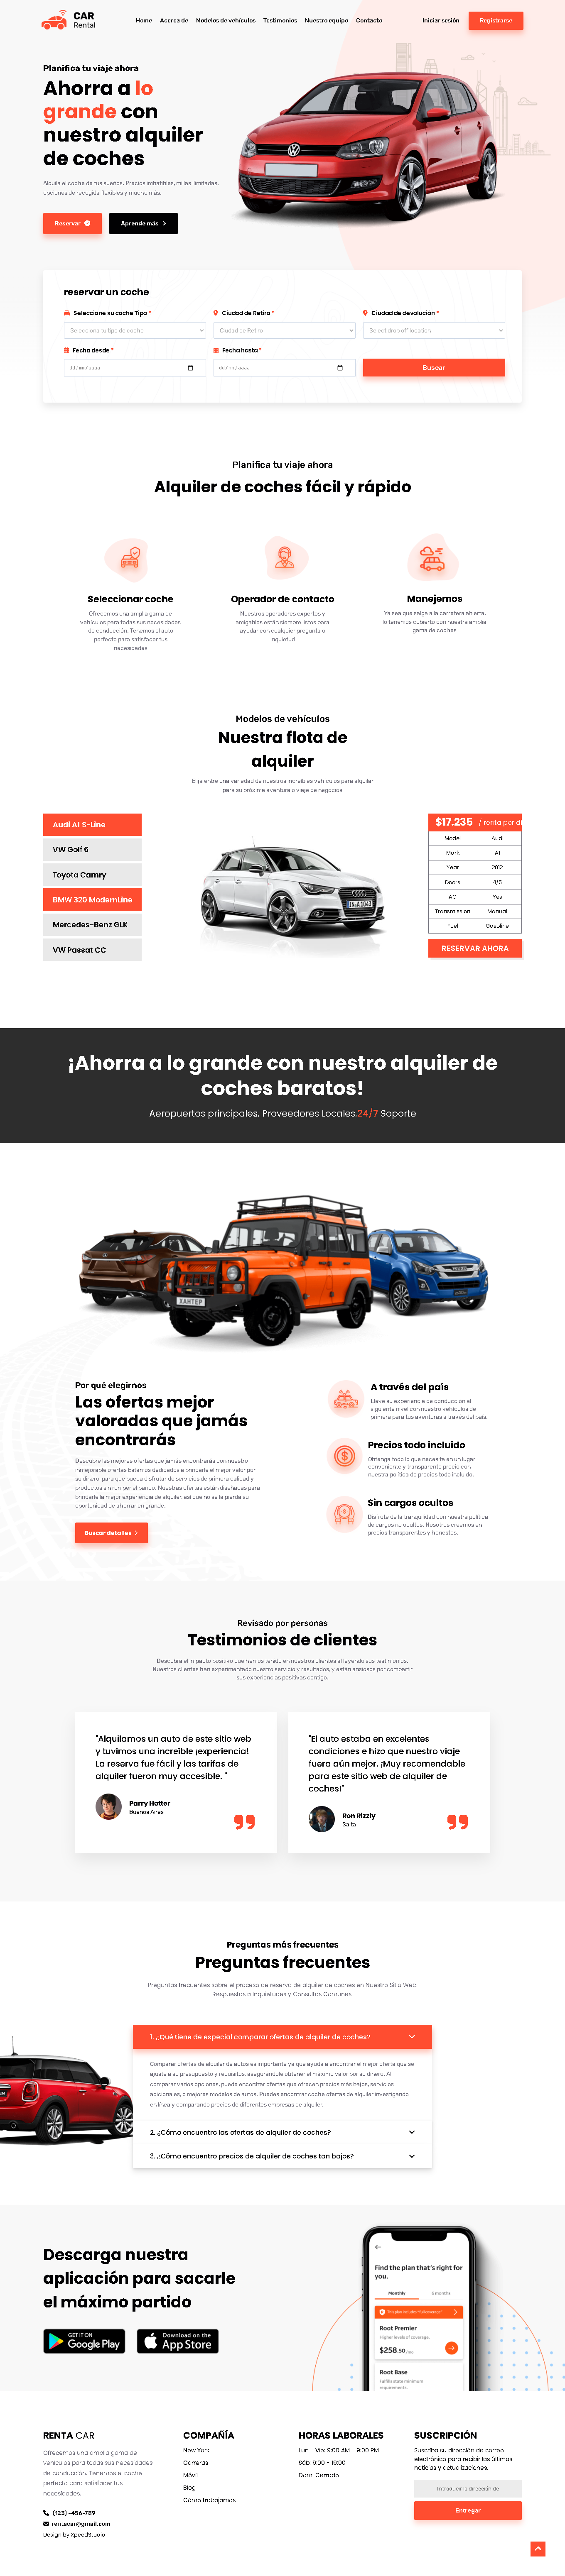 CAR
Rental
Home Acerca de Modelos de vehículos Testimonios Nuestro equipo Contacto
Iniciar sesión Registrarse
Planifica tu viaje ahora
Ahorra a lo
grande con
nuestro alquiler
de coches
Alquila el coche de tus sueños. Precios imbatibles, millas ilimitadas,
opciones de recogida flexibles y mucho más.
Reservar Aprende más
reservar un coche
Seleccione su coche Tipo * Ciudad de Retiro * Ciudad de devolución *
Selecciona tu tipo de coche Ciudad de Retiro Select drop off location
Fecha desde * Fecha hasta *
dd/mm/aaaa dd/mm/aaaa Buscar
Planifica tu viaje ahora
Alquiler de coches fácil y rápido
Seleccionar coche
Ofrecemos una amplia gama de
vehículos para todas sus necesidades
de conducción. Tenemos el auto
perfecto para satisfacer tus
necesidades
Operador de contacto
Nuestros operadores expertos y
amigables están siempre listos para
ayudar con cualquier pregunta o
inquietud
Manejemos
Ya sea que salga a la carretera abierta,
lo tenemos cubierto con nuestra amplia
gama de coches
Modelos de vehículos
Nuestra flota de
alquiler
Elija entre una variedad de nuestros increíbles vehículos para alquilar
para su próxima aventura o viaje de negocios
Audi A1 S-Line
VW Golf 6
Toyota Camry
BMW 320 ModernLine
Mercedes-Benz GLK
VW Passat CC
$17.235 / renta por dí
Model Audi
Mark A1
Year 2012
Doors 4/5
AC Yes
Transmission Manual
Fuel Gasoline
RESERVAR AHORA
¡Ahorra a lo grande con nuestro alquiler de
coches baratos!
Aeropuertos principales. Proveedores Locales.24/7 Soporte
ХАНТЕР
Por qué elegirnos
Las ofertas mejor
valoradas que jamás
encontrarás
Descubre las mejores ofertas que jamás encontrarás con nuestra
inmejorable ofertas Estamos dedicados a brindarle el mejor valor por
su dinero, para que pueda disfrutar de servicios de primera calidad y
productos sin romper el banco. Nuestras ofertas están diseñadas para
brindarle la mejor experiencia de alquiler, así que no se la pierda su
oportunidad de ahorrar en grande.
Buscar detalles
A través del país
Lleve su experiencia de conducción al
siguiente nivel con nuestro vehículos de
primera para tus aventuras a través del país.
Precios todo incluido
Obtenga todo lo que necesita en un lugar
conveniente y transparente precio con
nuestra política de precios todo incluido.
Sin cargos ocultos
Disfrute de la tranquilidad con nuestra política
de cargos no ocultos. Nosotros creemos en
precios transparentes y honestos.
Revisado por personas
Testimonios de clientes
Descubra el impacto positivo que hemos tenido en nuestros clientes al leyendo sus testimonios.
Nuestros clientes han experimentado nuestro servicio y resultados, y están ansiosos por compartir
sus experiencias positivas contigo.
"Alquilamos un auto de este sitio web
y tuvimos una increíble ¡experiencia!
La reserva fue fácil y las tarifas de
alquiler fueron muy accesible. "
Parry Hotter
Buenos Aires
"El auto estaba en excelentes
condiciones e hizo que nuestro viaje
fuera aún mejor. ¡Muy recomendable
para este sitio web de alquiler de
coches!"
Ron Rizzly
Salta
Preguntas más frecuentes
Preguntas frecuentes
Preguntas frecuentes sobre el proceso de reserva de alquiler de coches en Nuestro Sitio Web:
Respuestas a Inquietudes y Consultas Comunes.
1. ¿Qué tiene de especial comparar ofertas de alquiler de coches?
Comparar ofertas de alquiler de autos es importante ya que ayuda a encontrar el mejor oferta que se
ajuste a su presupuesto y requisitos, asegurándote obtener el máximo valor por su dinero. Al
comparar varios opciones, puede encontrar ofertas que ofrecen precios más bajos, servicios
adicionales, o mejores modelos de autos. Puedes encontrar coche ofertas de alquiler investigando
en línea y comparando precios de diferentes empresas de alquiler.
2. ¿Cómo encuentro las ofertas de alquiler de coches?
3. ¿Cómo encuentro precios de alquiler de coches tan bajos?
Descarga nuestra
aplicación para sacarle
el máximo partido
GET IT ON
Google Play
Download on the
App Store
Find the plan that's right for
you.
Monthly 6 months
Root Premier
Higher levels of coverage.
$258.50/mo
Root Base
Fulfills state minimum
requirements.
RENTA CAR
Ofrecemos una amplia gama de
vehículos para todas sus necesidades
de conducción. Tenemos el coche
perfecto para satisfacer tus
necesidades.
(123) -456-789
rentacar@gmail.com
Design by XpeedStudio
COMPAÑÍA
New York
Carreras
Móvil
Blog
Cómo trabajamos
HORAS LABORALES
Lun - Vie: 9:00 AM - 9:00 PM
Sáb: 9:00 - 19:00
Dom: Cerrado
SUSCRIPCIÓN
Suscriba su dirección de correo
electrónico para recibir las últimas
noticias y actualizaciones.
Introducir la dirección de
Entregar